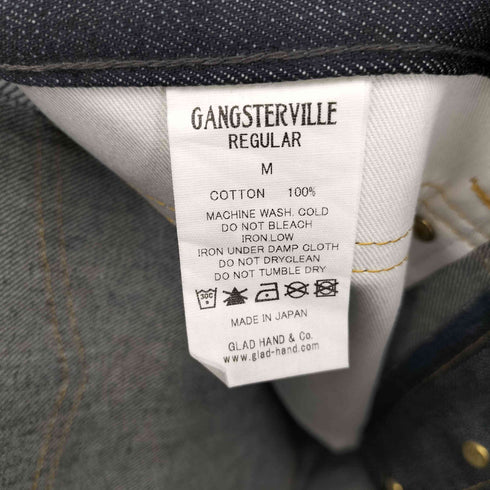 GANGSTERVILLE
REGULAR
M
COTTON 100%
MACHINE WASH. COLD
DO NOT BLEACH
IRON.LOW
IRON UNDER DAMP CLOTH
DO NOT DRYCLEAN
DO NOT TUMBLE DRY
30C
MADE IN JAPAN
GLAD HAND & Co.
www.glad-hand.com